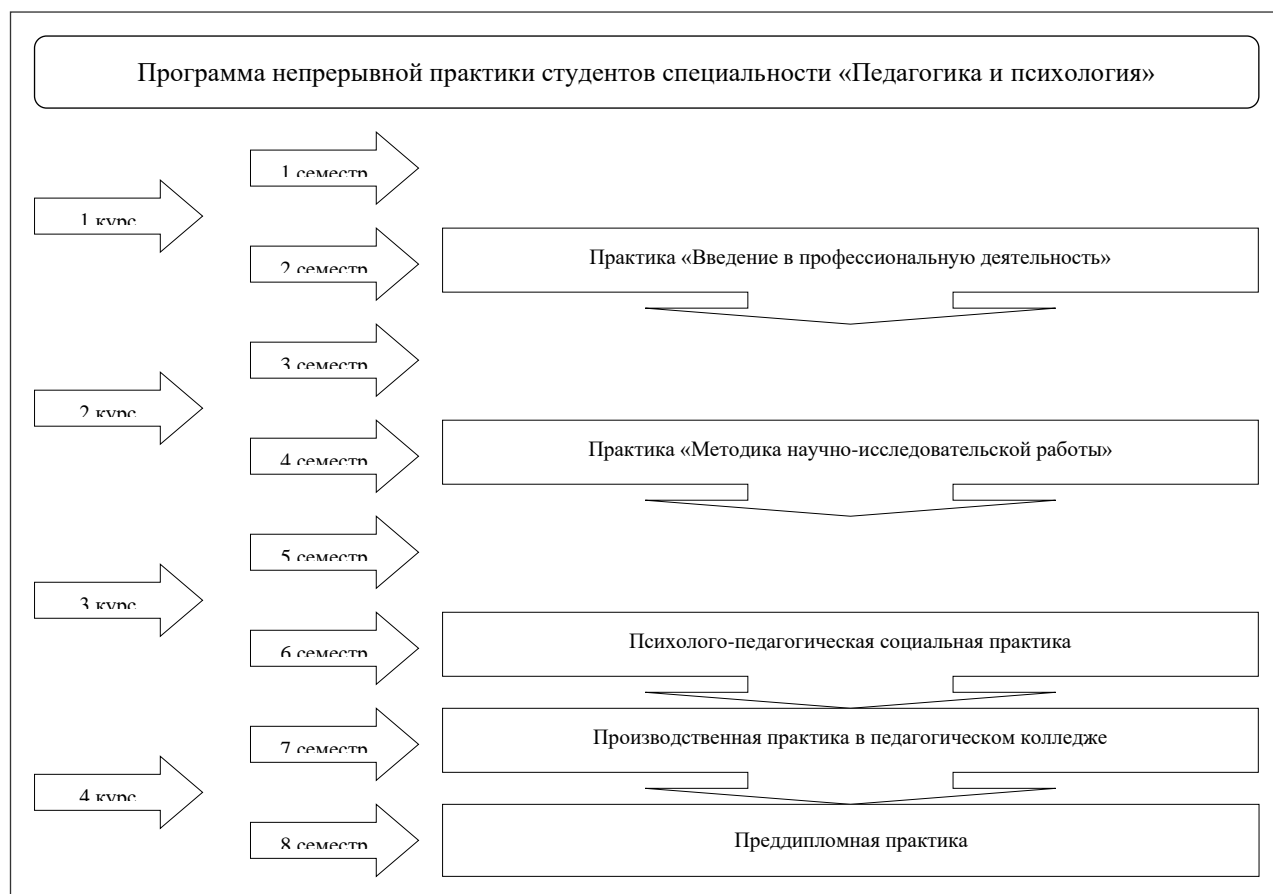 Программа непрерывной практики студентов специальности «Педагогика и психология»
1 семестр
1 курс
2 семестр
Практика «Введение в профессиональную деятельность»
3 семестр
2 курс
4 семестр
Практика «Методика научно-исследовательской работы»
5 семестр
3 курс
6 семестр
Психолого-педагогическая социальная практика
7 семестр
Производственная практика в педагогическом колледже
4 курс
8 семестр
Преддипломная практика